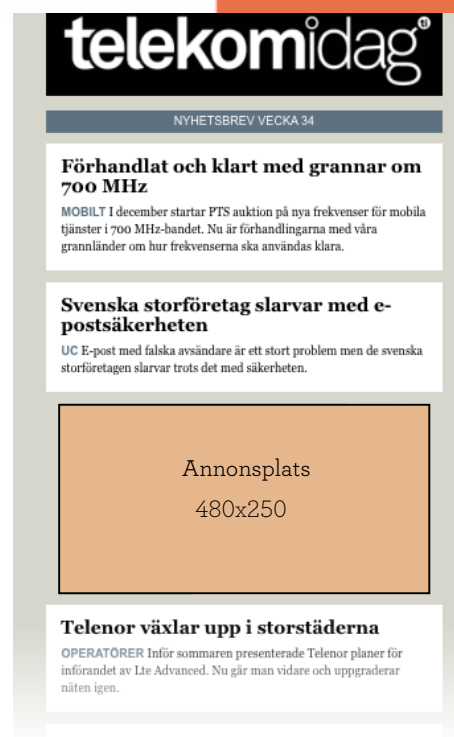 telekomidag
ti
NYHETSBREV VECKA 34
Förhandlat och klart med grannar om
700 MHz
MOBILT I december startar PTS auktion på nya frekvenser för mobila
tjänster i 700 MHz-bandet. Nu är förhandlingarna med våra
grannländer om hur frekvenserna ska användas klara.
Svenska storföretag slarvar med e-
postsäkerheten
UC E-post med falska avsändare är ett stort problem men de svenska
storföretagen slarvar trots det med säkerheten.
Annonsplats
480x250
Telenor växlar upp i storstäderna
OPERATÖRER Inför sommaren presenterade Telenor planer för
införandet av Lte Advanced. Nu går man vidare och uppgraderar
näten igen.